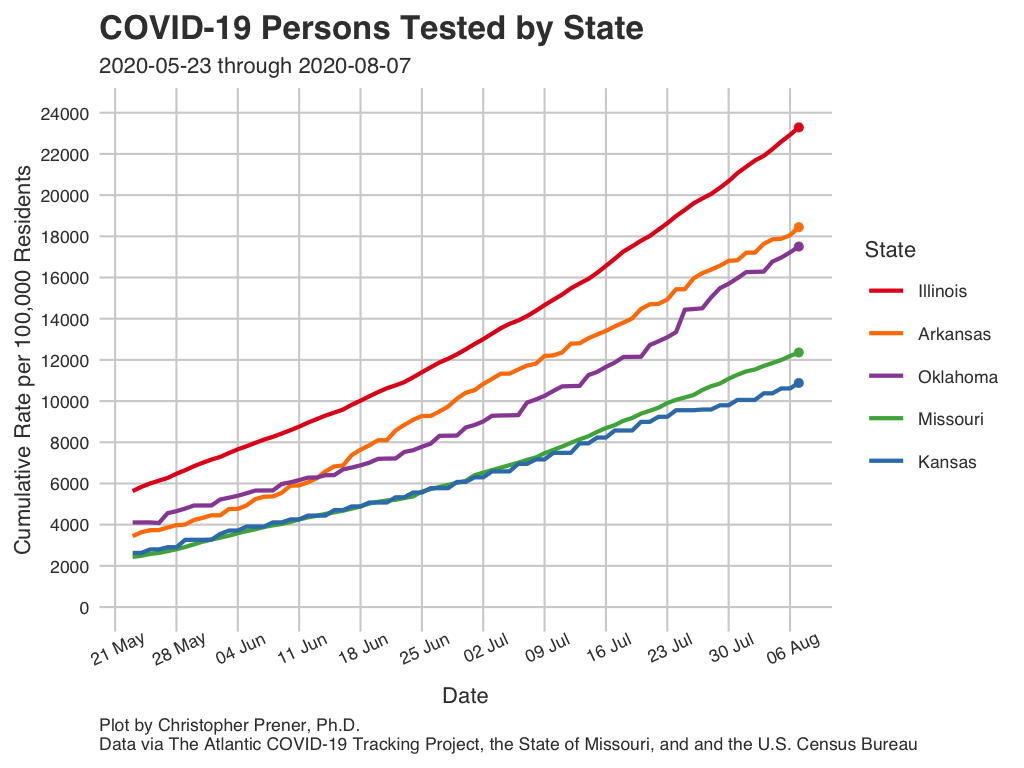 COVID-19 Persons Tested by State
2020-05-23 through 2020-08-07
Cumulative Rate per 100,000 Residents
24000
22000
20000
18000
16000
14000
12000
10000
8000
6000
4000
2000
0
21 May
28 May
04 Jun
11 Jun
18 Jun
25 Jun
02 Jul
09 Jul
16 Jul
23 Jul
30 Jul
06 Aug
Date
State
Illinois
Arkansas
Oklahoma
Missouri
Kansas
Plot by Christopher Prener, Ph.D.
Data via The Atlantic COVID-19 Tracking Project, the State of Missouri, and and the U.S. Census Bureau